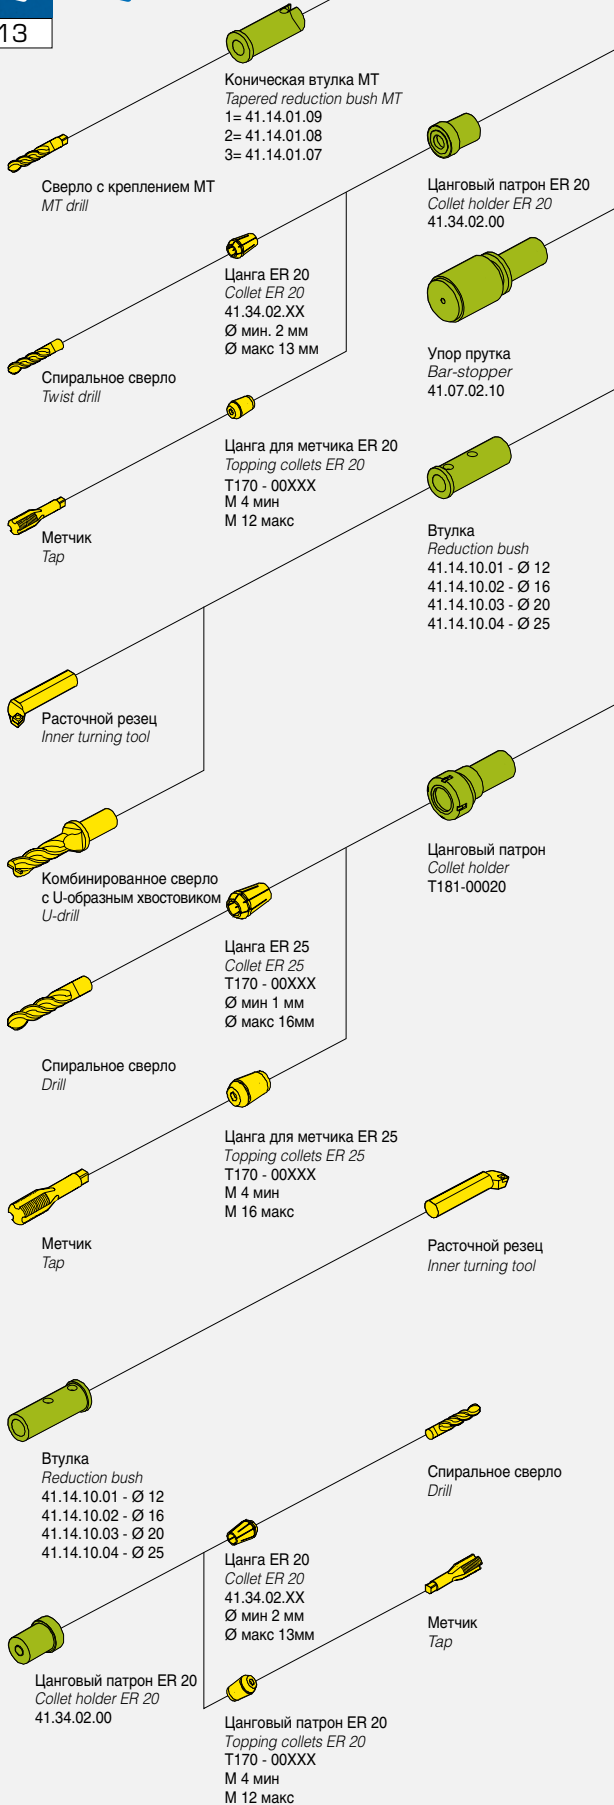 13
Коническая втулка МТ
Tapered reduction bush MT
1= 41.14.01.09
2= 41.14.01.08
3= 41.14.01.07
Сверло с креплением МТ
MT drill
Цанговый патрон ER 20
Collet holder ER 20
41.34.02.00
Цанга ER 20
Collet ER 20
41.34.02.XX
Ø мин. 2 мм
Ø макс 13 мм
Упор прутка
Bar-stopper
41.07.02.10
Спиральное сверло
Twist drill
Цанга для метчика ER 20
Topping collets ER 20
T170 - 00XXX
М 4 мин
М 12 макс
Метчик
Tap
Втулка
Reduction bush
41.14.10.01 - Ø 12
41.14.10.02 - Ø 16
41.14.10.03 - Ø 20
41.14.10.04 - Ø 25
Расточной резец
Inner turning tool
Цанговый патрон
Collet holder
T181-00020
Комбинированное сверло
с U-образным хвостовиком
U-drill
Цанга ER 25
Collet ER 25
T170 - 00XXX
Ø мин 1 мм
Ø макс 16мм
Спиральное сверло
Drill
Цанга для метчика ER 25
Topping collets ER 25
T170 - 00XXX
М 4 мин
М 16 макс
Метчик
Tap
Расточной резец
Inner turning tool
Втулка
Reduction bush
41.14.10.01 - Ø 12
41.14.10.02 - Ø 16
41.14.10.03 - Ø 20
41.14.10.04 - Ø 25
Спиральное сверло
Drill
Цанга ER 20
Collet ER 20
41.34.02.XX
Ø мин 2 мм
Ø макс 13мм
Метчик
Tap
Цанговый патрон ER 20
Collet holder ER 20
41.34.02.00
Цанговый патрон ER 20
Topping collets ER 20
T170 - 00XXX
М 4 мин
М 12 макс